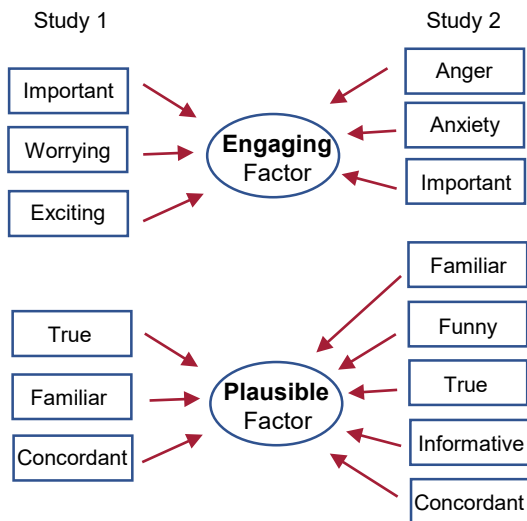 Study 1
Study 2
Important
Worrying
Exciting
Engaging
Factor
Anger
Anxiety
Important
True
Familiar
Concordant
Plausible
Factor
Familiar
Funny
True
Informative
Concordant